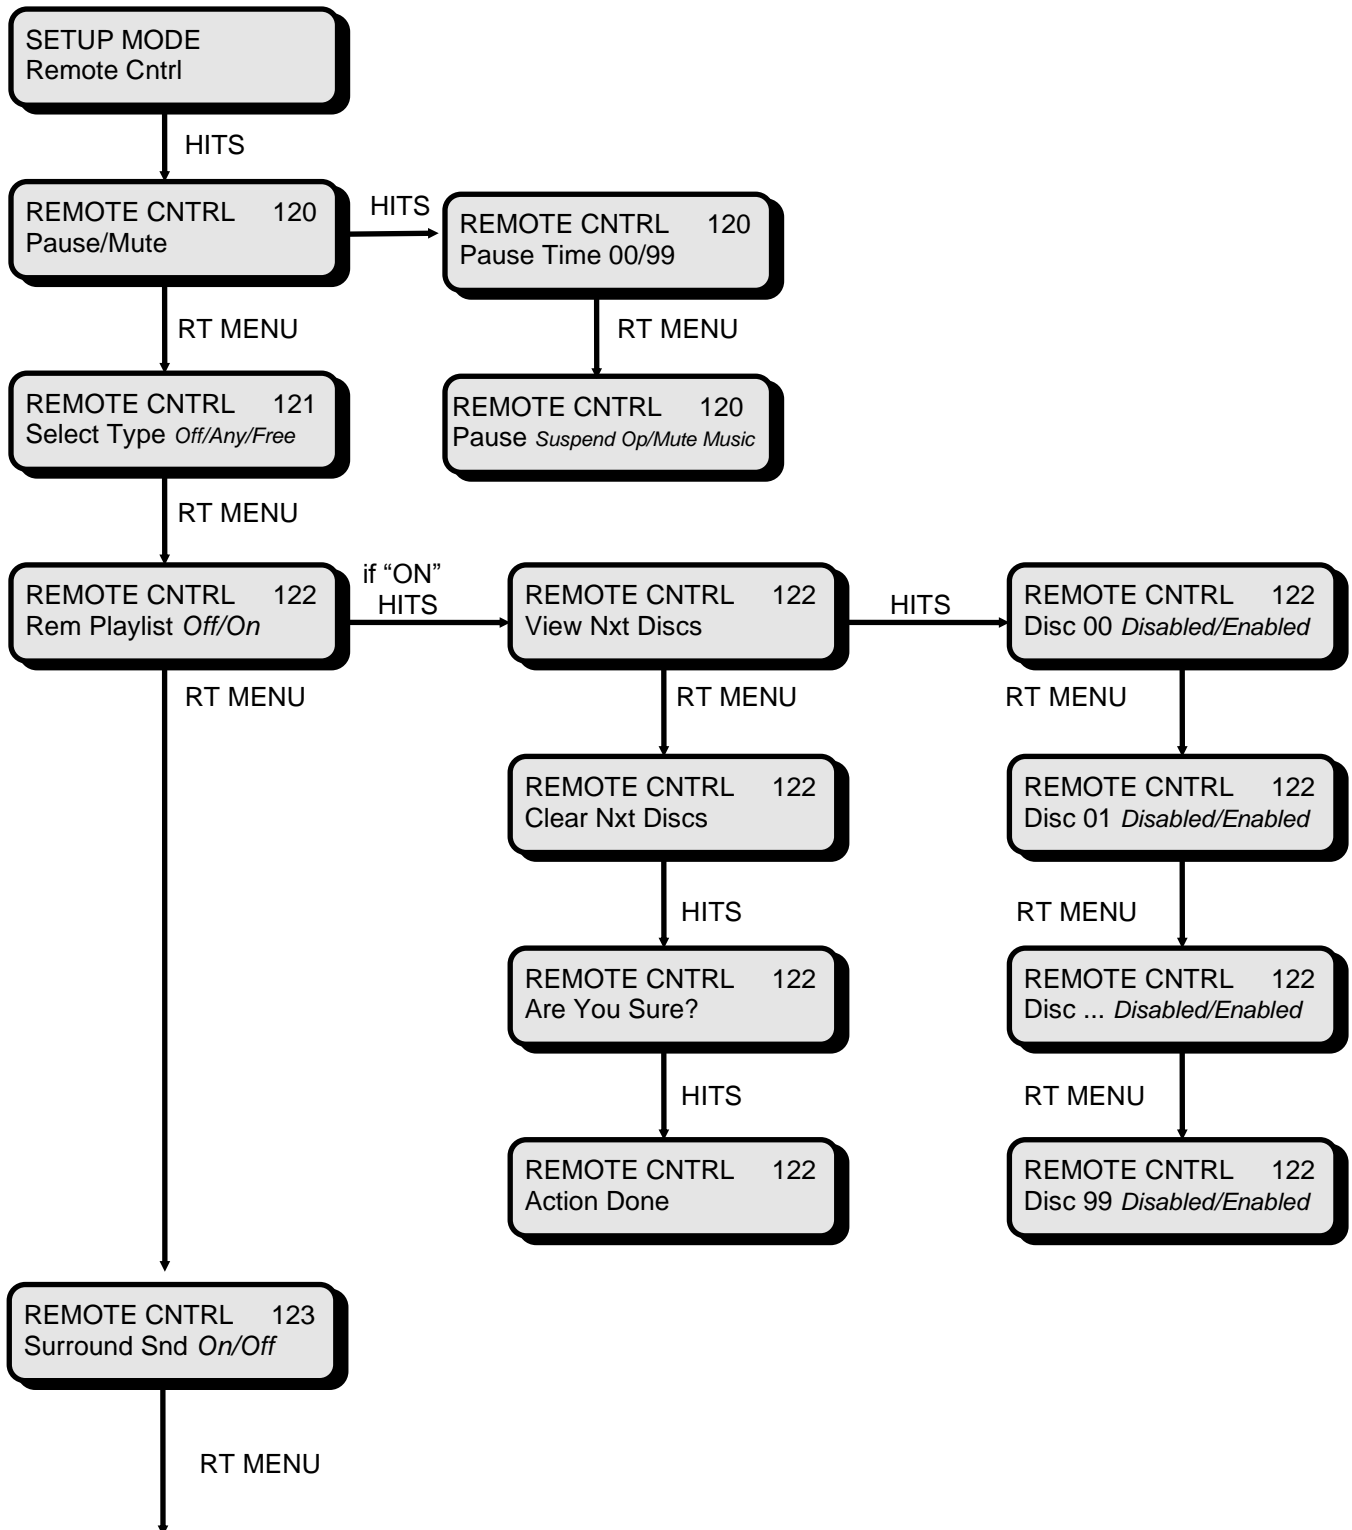 SETUP MODE
Remote Cntrl
HITS
REMOTE CNTRL 120
Pause/Mute
HITS
REMOTE CNTRL 120
Pause Time 00/99
RT MENU
RT MENU
REMOTE CNTRL 121
Select Type Off/Any/Free
REMOTE CNTRL 120
Pause Suspend Op/Mute Music
RT MENU
REMOTE CNTRL 122
Rem Playlist Off/On
if “ON”
HITS
REMOTE CNTRL 122
View Nxt Discs
HITS
REMOTE CNTRL 122
Disc 00 Disabled/Enabled
RT MENU
RT MENU
RT MENU
REMOTE CNTRL 122
Clear Nxt Discs
REMOTE CNTRL 122
Disc 01 Disabled/Enabled
HITS
RT MENU
REMOTE CNTRL 122
Are You Sure?
REMOTE CNTRL 122
Disc ... Disabled/Enabled
HITS
RT MENU
REMOTE CNTRL 122
Action Done
REMOTE CNTRL 122
Disc 99 Disabled/Enabled
REMOTE CNTRL 123
Surround Snd On/Off
RT MENU